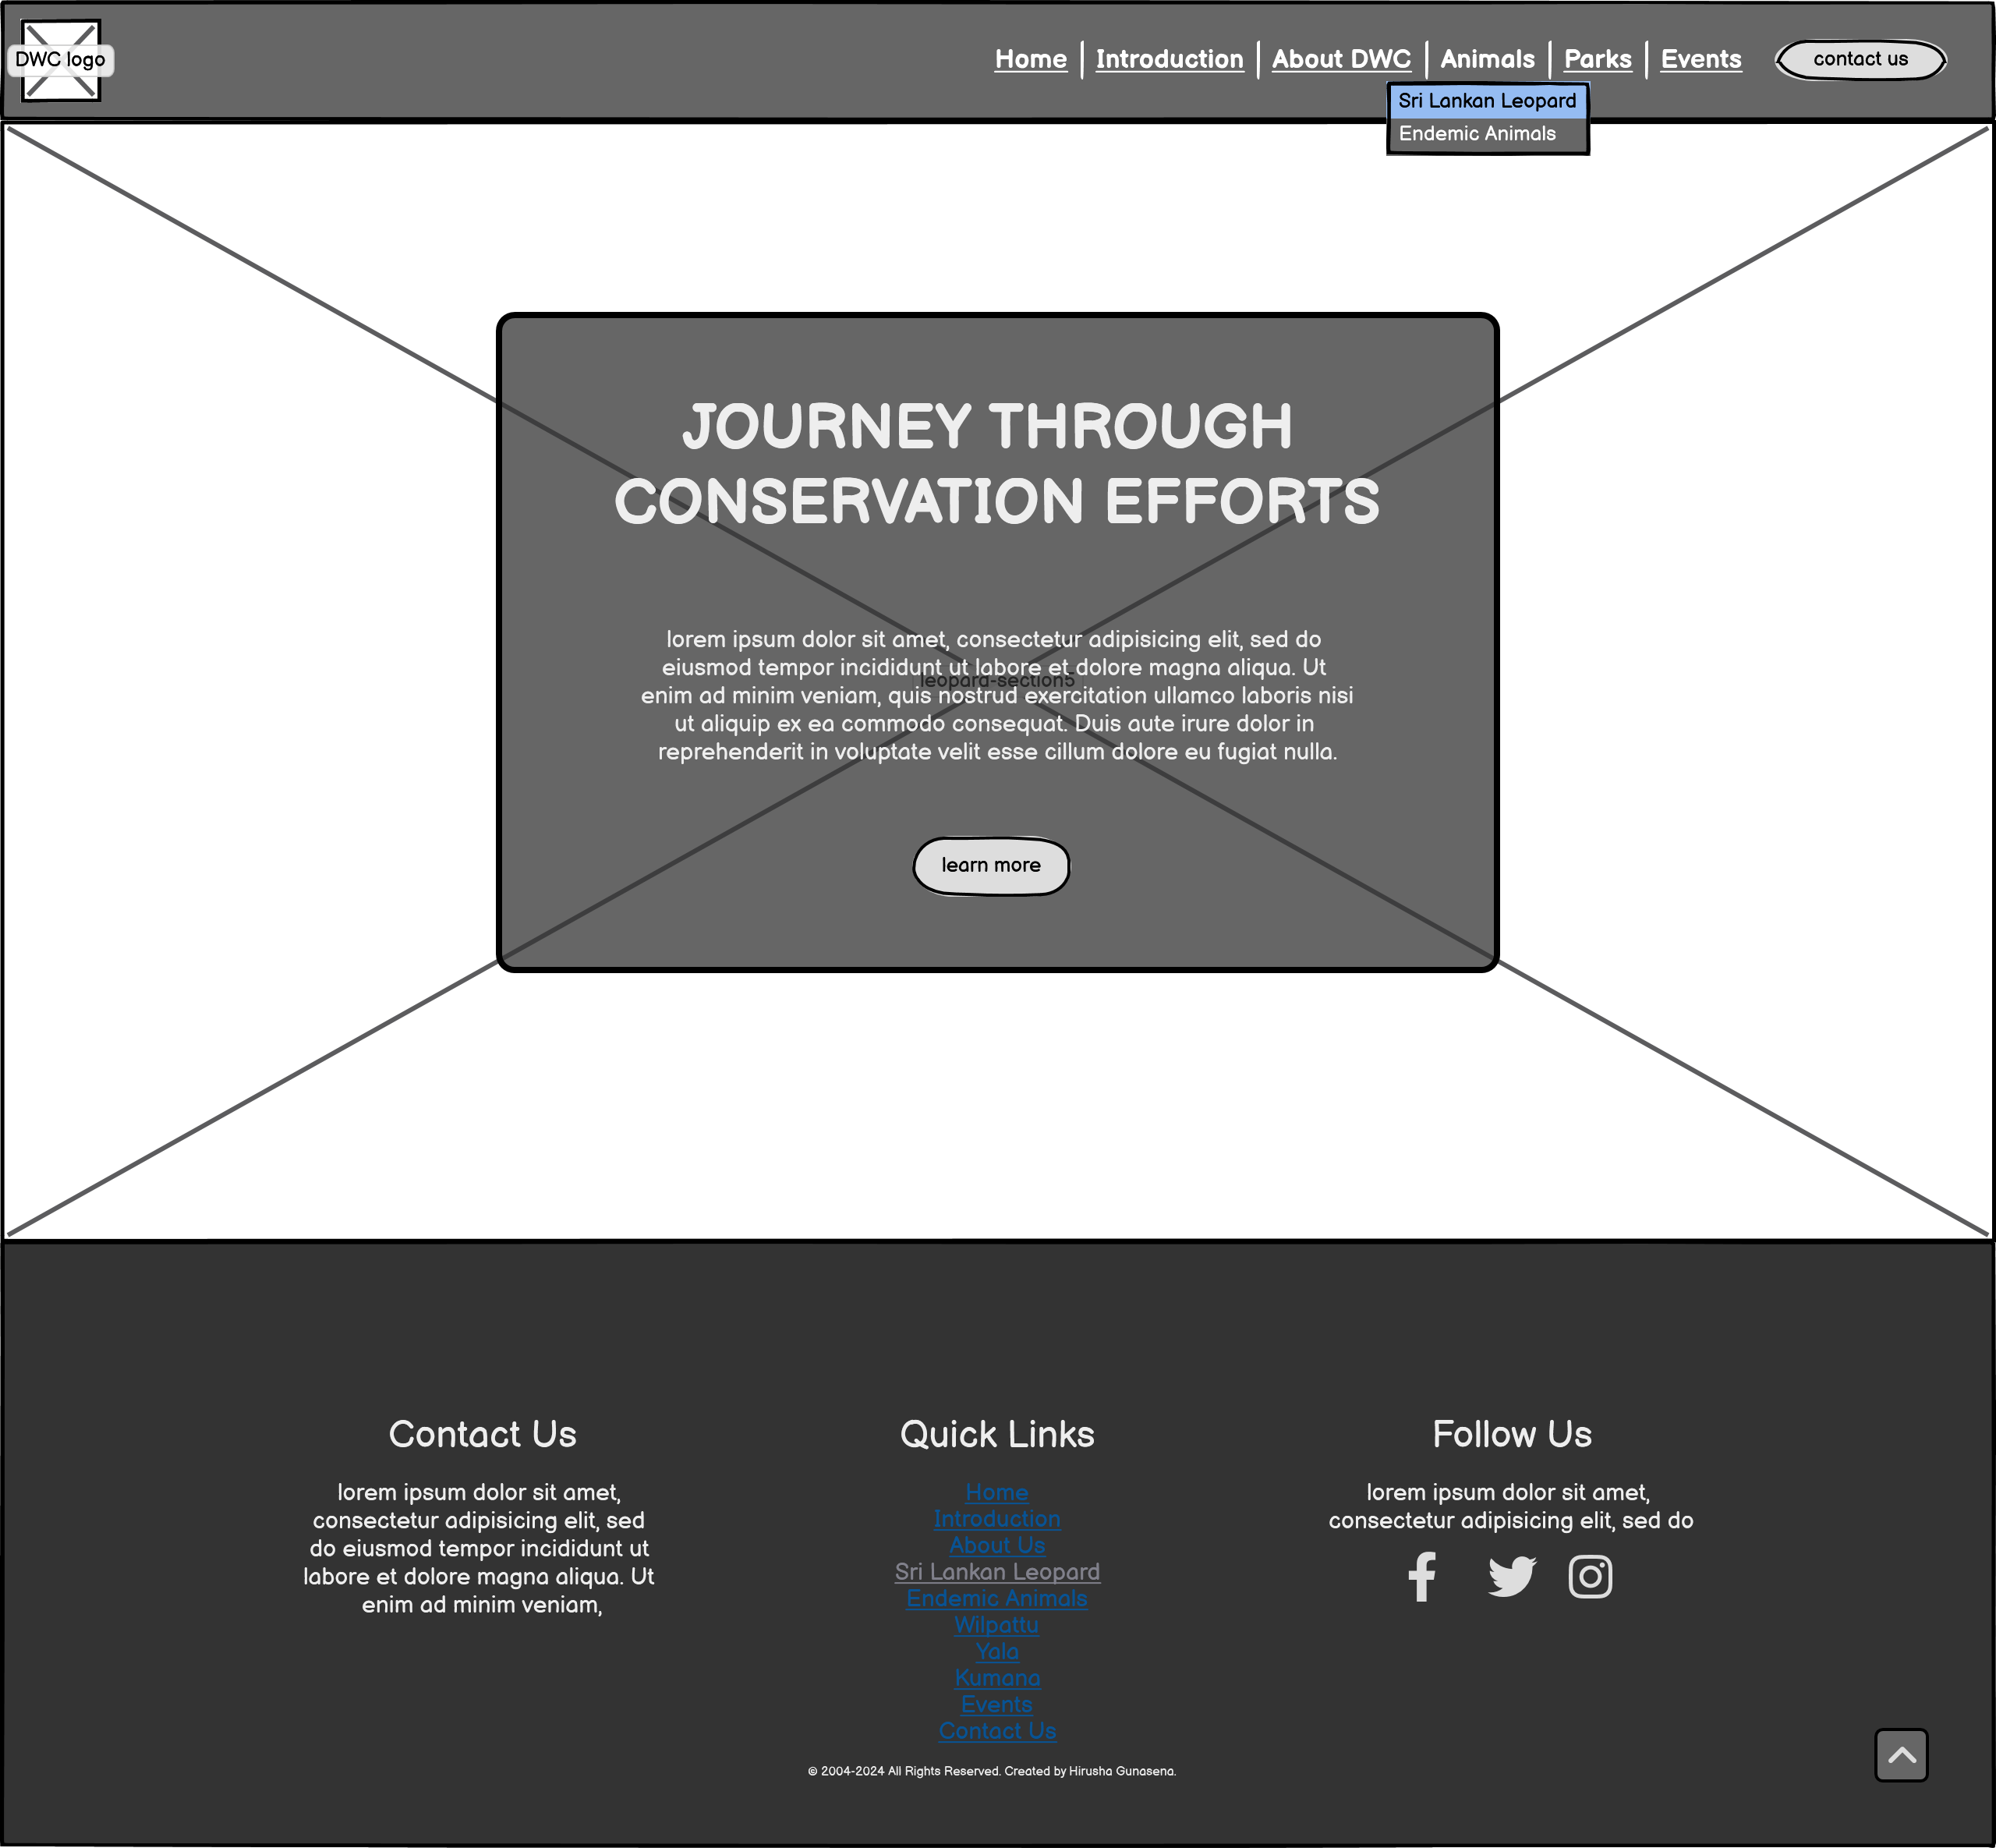 DWC logo
Home
Introduction
About DWC
Animals
Parks
Events
contact us
Sri Lankan Leopard
Endemic Animals
JOURNEY THROUGH
CONSERVATION EFFORTS
lorem ipsum dolor sit amet, consectetur adipisicing elit, sed do
eiusmod tempor incididunt ut labore et dolore magna aliqua. Ut
leopard-section5
enim ad minim veniam, quis nostrud exercitation ullamco laboris nisi
ut aliquip ex ea commodo consequat. Duis aute irure dolor in
reprehenderit in voluptate velit esse cillum dolore eu fugiat nulla.
learn more
Contact Us
lorem ipsum dolor sit amet,
consectetur adipisicing elit, sed
do eiusmod tempor incididunt ut
labore et dolore magna aliqua. Ut
enim ad minim veniam,
Quick Links
Home
Introduction
About Us
Sri Lankan Leopard
Endemic Animals
Wilpattu
Yala
Kumana
Events
Contact Us
Follow Us
lorem ipsum dolor sit amet,
consectetur adipisicing elit, sed do
© 2004-2024 All Rights Reserved. Created by Hirusha Gunasena.